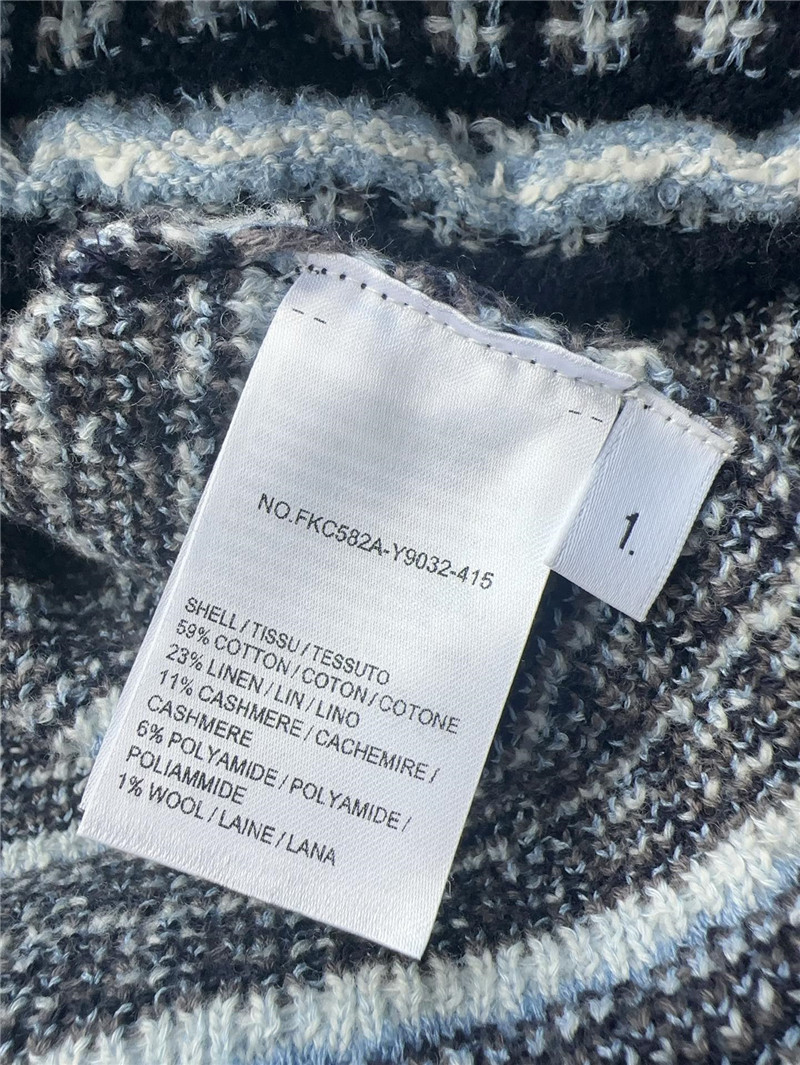 NO.FKC582A-Y9032-415
1.
SHELL / TISSU / TESSUTO
59% COTTON / COTON / COTONE
23% LINEN / LIN / LINO
11% CASHMERE / CACHEMIRE /
CASHMERE
6% POLYAMIDE / POLYAMIDE /
POLIAMMIDE
1% WOOL / LAINE / LANA